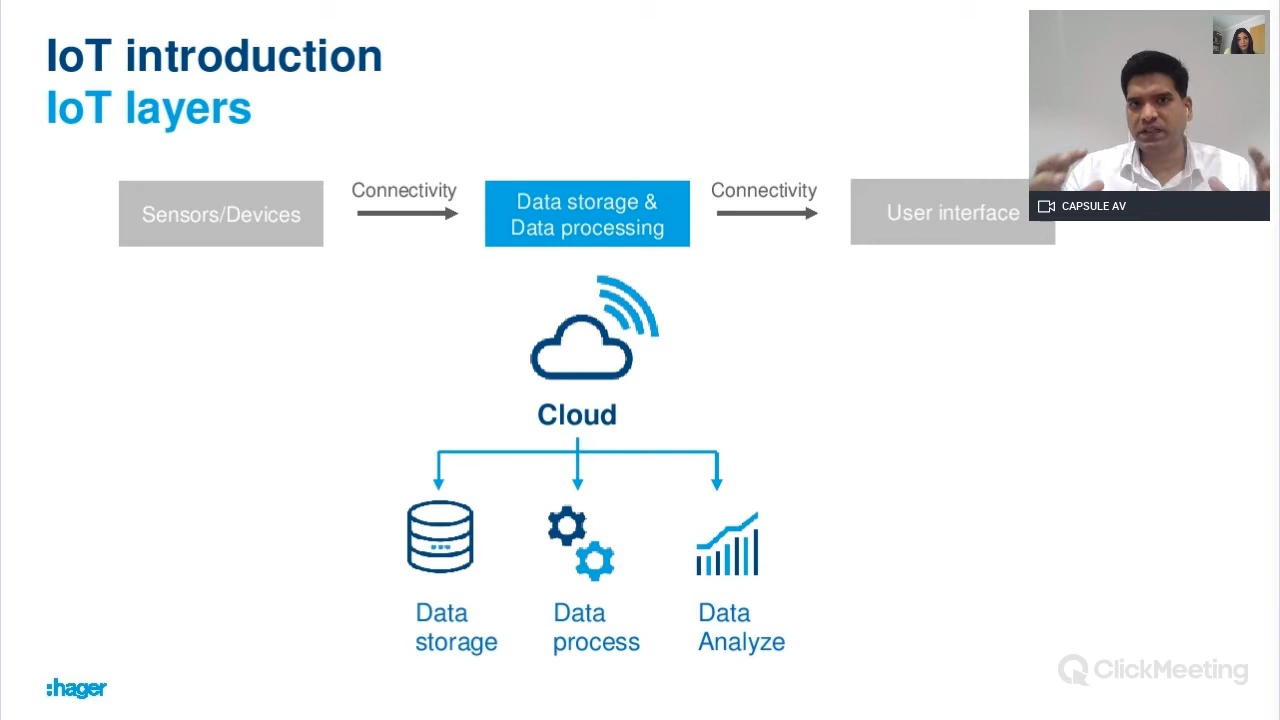 IoT introduction
IoT layers
Sensors/Devices
Connectivity
Data storage &
Data processing
Connectivity
User interface
CAPSULE AV
Cloud
Data
storage
Data
process
Data
Analyze
:hager
ClickMeeting